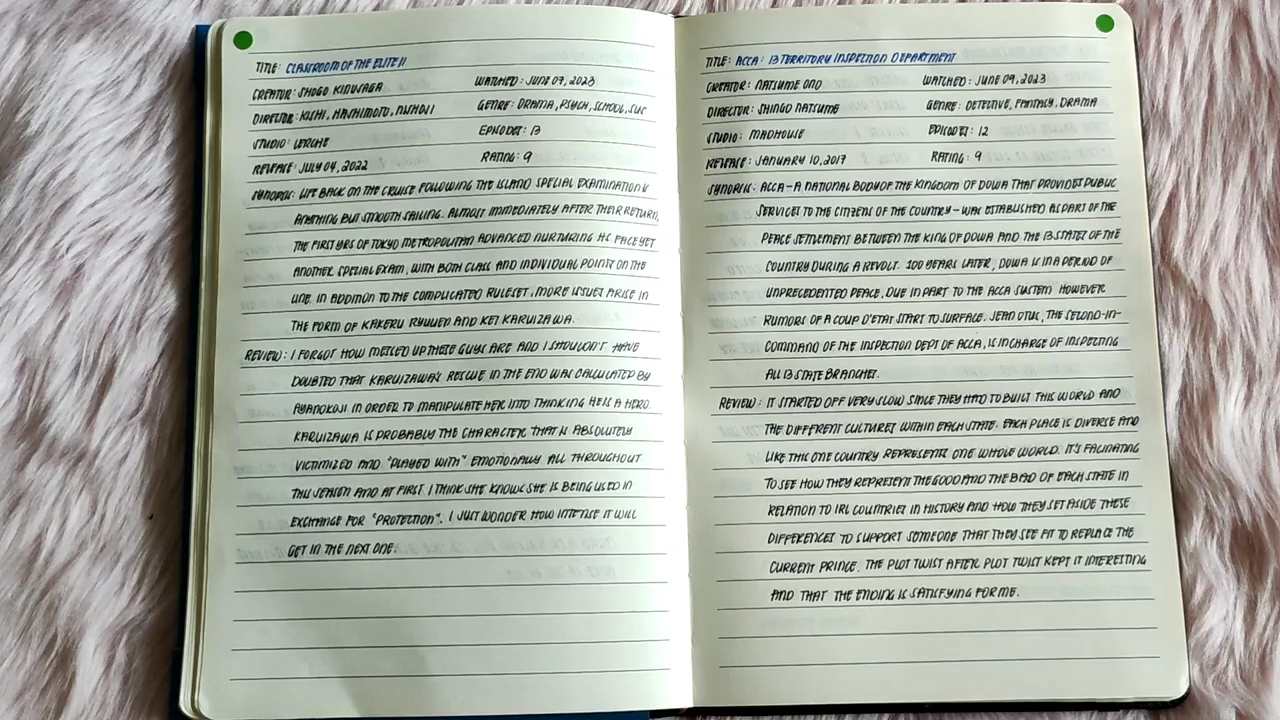 TITLE: CLASSROOM OF THE ELITE II
CREATOR: SHOGO KINUSAGA WATCHED: JUNE 07, 2023
DIRECTOR: KISHI, HASHIMOTO, NISHOJI GENRE: DRAMA, PSYCH, SCHOOL, SUS
STUDIO: LERCHE EPISODES: 13
RELEASE: JULY 04, 2022 RATING: 9
SYNOPSIS: LIFE BACK ON THE CRUISE FOLLOWING THE ISLAND SPECIAL EXAMINATION IS
ANYTHING BUT SMOOTH SAILING. ALMOST IMMEDIATELY AFTER THEIR RETURN,
THE FIRST YRS OF TOKYO METROPOLITAN ADVANCED NURTURING HS FACE YET
ANOTHER SPECIAL EXAM, WITH BOTH CLASS AND INDIVIDUAL POINTS ON THE
LINE. IN ADDITION TO THE COMPLICATED RULESET, MORE ISSUES ARISE IN
THE FORM OF KAKERU RYUUEN AND KEI KARUIZAWA.
REVIEW: I FORGOT HOW MESSED UP THESE GUYS ARE AND I SHOULDN'T HAVE
DOUBTED THAT KARUIZAWA'S RESCUE IN THE END WAS CALCULATED BY
AYANOKOJI IN ORDER TO MANIPULATE HER INTO THINKING HE IS A HERO.
KARUIZAWA IS PROBABLY THE CHARACTER THAT IS ABSOLUTELY
VICTIMIZED AND "PLAYED WITH" EMOTIONALLY ALL THROUGHOUT
THIS SEASON AND AT FIRST I THINK SHE KNOWS SHE IS BEING USED IN
EXCHANGE FOR "PROTECTION". I JUST WONDER HOW INTENSE IT WILL
GET IN THE NEXT ONE.
TITLE: ACCA: 13 TERRITORY INSPECTION DEPARTMENT
CREATOR: NATSUME ONO WATCHED: JUNE 09, 2023
DIRECTOR: SHINGO NATSUME GENRE: DETECTIVE, FANTASY, DRAMA
STUDIO: MADHOUSE EPISODES: 12
RELEASE: JANUARY 10, 2017 RATING: 9
SYNOPSIS: ACCA – A NATIONAL BODY OF THE KINGDOM OF DOWA THAT PROVIDES PUBLIC
SERVICES TO THE CITIZENS OF THE COUNTRY – WAS ESTABLISHED AS PART OF THE
PEACE SETTLEMENT BETWEEN THE KING OF DOWA AND THE 13 STATES OF THE
COUNTRY DURING A REVOLT. 100 YEARS LATER, DOWA IS IN A PERIOD OF
UNPRECEDENTED PEACE, DUE IN PART TO THE ACCA SYSTEM. HOWEVER
RUMORS OF A COUP D'ETAT START TO SURFACE. JEAN OTUS, THE SECOND-IN-
COMMAND OF THE INSPECTION DEPT OF ACCA, IS IN CHARGE OF INSPECTING
ALL 13 STATE BRANCHES.
REVIEW: IT STARTED OFF VERY SLOW SINCE THEY HAD TO BUILT THIS WORLD AND
THE DIFFERENT CULTURES WITHIN EACH STATE. EACH PLACE IS DIVERSE AND
LIKE THIS ONE COUNTRY REPRESENTS ONE WHOLE WORLD. IT'S FASCINATING
TO SEE HOW THEY REPRESENT THE GOOD AND THE BAD OF EACH STATE IN
RELATION TO IRL COUNTRIES IN HISTORY AND HOW THEY SET ASIDE THESE
DIFFERENCES TO SUPPORT SOMEONE THAT THEY SEE FIT TO REPLACE THE
CURRENT PRINCE. THE PLOT TWIST AFTER PLOT TWIST KEPT IT INTERESTING
AND THAT THE ENDING IS SATISFYING FOR ME.